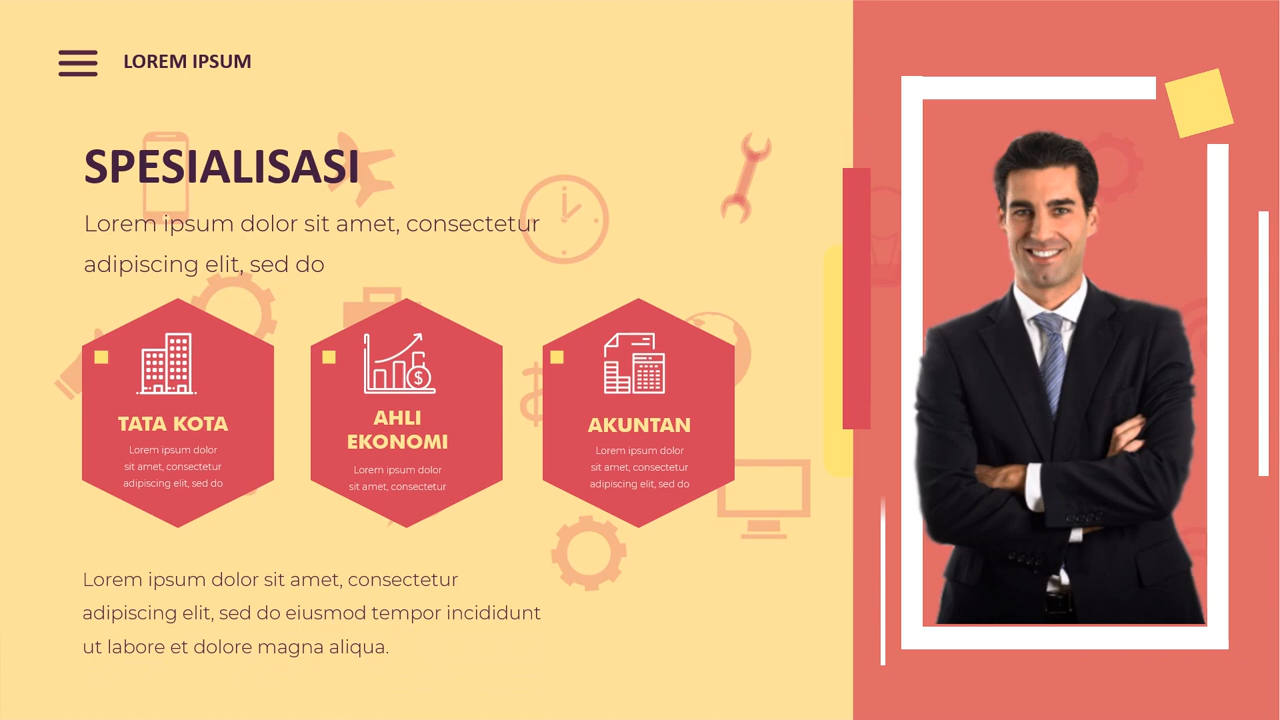 LOREM IPSUM
SPESIALISASI
Lorem ipsum dolor sit amet, consectetur
adipiscing elit, sed do
TATA KOTA
Lorem ipsum dolor
sit amet, consectetur
adipiscing elit, sed do
AHLI
EKONOMI
Lorem ipsum dolor
sit amet, consectetur
AKUNTAN
Lorem ipsum dolor
sit amet, consectetur
adipiscing elit, sed do
Lorem ipsum dolor sit amet, consectetur
adipiscing elit, sed do eiusmod tempor incididunt
ut labore et dolore magna aliqua.